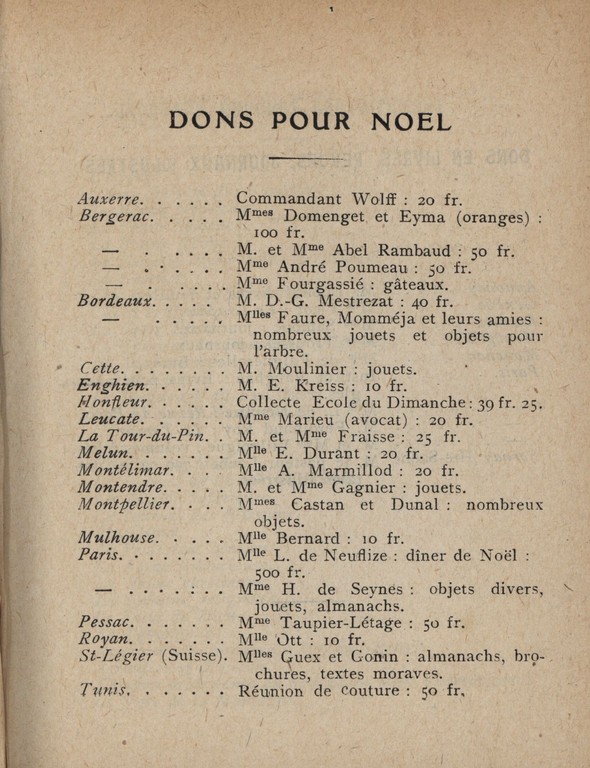 DONS POUR NOEL
Auxerre. . . . . . Commandant Wolff : 20 fr.
Bergerac. . . . . Mmes Domenget et Eyma (oranges) :
100 fr.
— . . . . . M. et Mme Abel Rambaud : 50 fr.
— . . . . . . Mme André Poumeau : 50 fr.
— . . . . . Mme Fourgassié : gâteaux.
Bordeaux. . . . . M. D.-G. Mestrezat : 40 fr.
— . . . . . Mlles Faure, Momméja et leurs amies :
nombreux jouets et objets pour
l'arbre.
Cette. . . . . . . . M. Moulinier : jouets.
Enghien. . . . . . M. E. Kreiss : 10 fr.
Honfleur. . . . . . Collecte Ecole du Dimanche : 39 fr. 25.
Leucate. . . . . . Mme Marieu (avocat) : 20 fr.
La Tour-du-Pin. . M. et Mme Fraisse : 25 fr.
Melun. . . . . . . Mlle E. Durant : 20 fr.
Montélimar. . . . Mlle A. Marmillod : 20 fr.
Montendre. . . . . M. et Mme Gagnier : jouets.
Montpellier. . . . Mmes Castan et Dunal : nombreux
objets.
Mulhouse. . . . . Mlle Bernard : 10 fr.
Paris. . . . . . . . Mlle L. de Neuflize : dîner de Noël :
500 fr.
— . . . . . . . Mme H. de Seynes : objets divers,
jouets, almanachs.
Pessac. . . . . . . Mme Taupier-Létage : 50 fr.
Royan. . . . . . . Mlle Ott : 10 fr.
St-Légier (Suisse). Mlles Guex et Gonin : almanachs, bro-
chures, textes moraves.
Tunis. . . . . . . Réunion de couture : 50 fr.